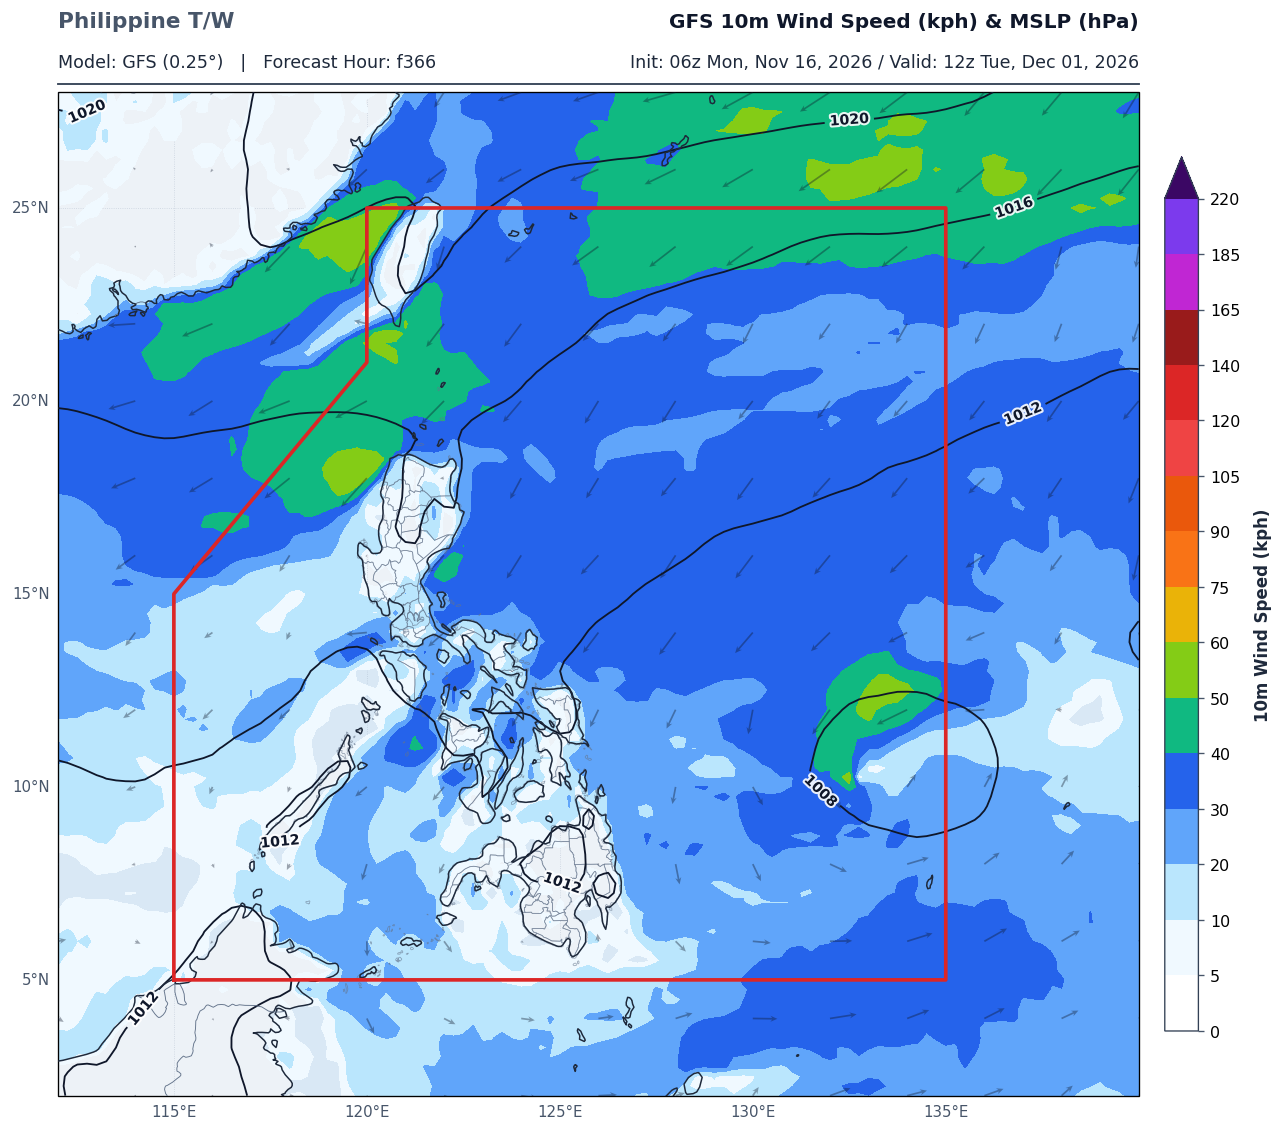 Philippine T/W
GFS 10m Wind Speed (kph) & MSLP (hPa)
Model: GFS (0.25°) | Forecast Hour: f366
Init: 06z Mon, Nov 16, 2026 / Valid: 12z Tue, Dec 01, 2026
1020
1020
1016
1012
1008
1012
1012
1012
25°N
20°N
15°N
10°N
5°N
115°E
120°E
125°E
130°E
135°E
220
185
165
140
120
105
90
75
60
50
40
30
20
10
5
0
10m Wind Speed (kph)